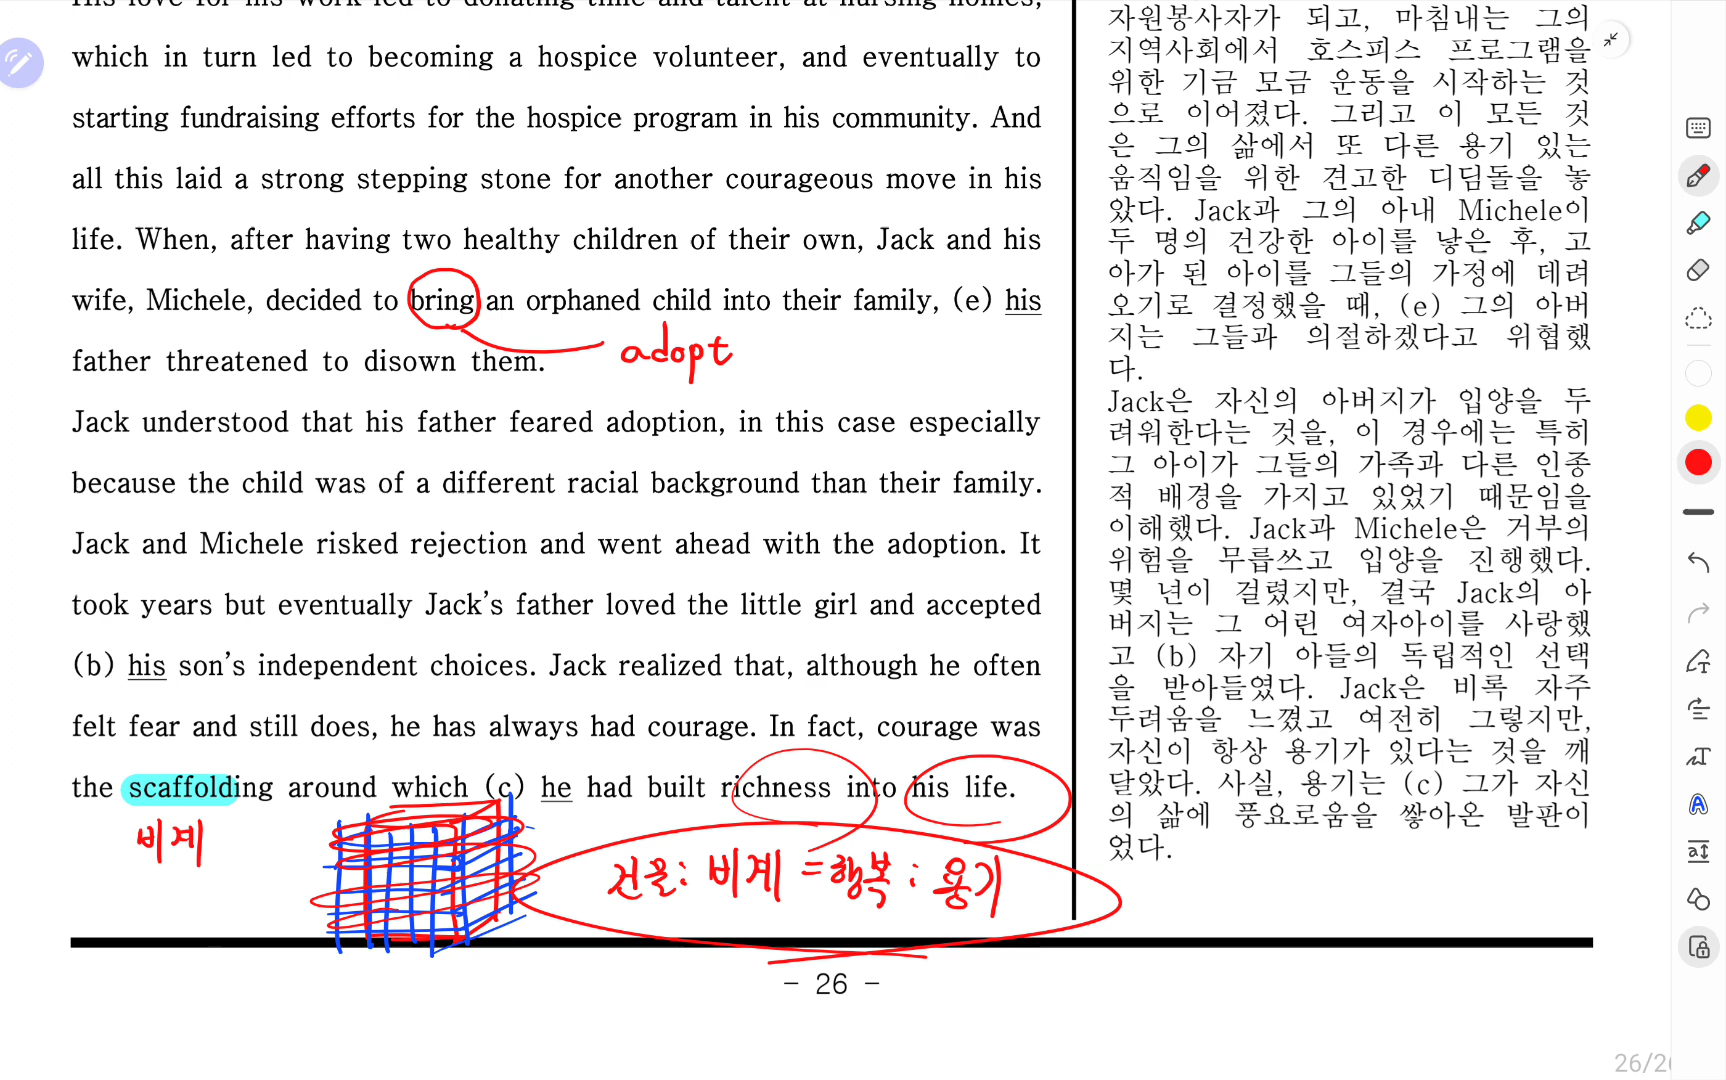 His love for his work led to donating time and talent at nursing homes,
which in turn led to becoming a hospice volunteer, and eventually to
starting fundraising efforts for the hospice program in his community. And
all this laid a strong stepping stone for another courageous move in his
life. When, after having two healthy children of their own, Jack and his
wife, Michele, decided to bring an orphaned child into their family, (e) his
adopt
father threatened to disown them.
Jack understood that his father feared adoption, in this case especially
because the child was of a different racial background than their family.
Jack and Michele risked rejection and went ahead with the adoption. It
took years but eventually Jack's father loved the little girl and accepted
(b) his son's independent choices. Jack realized that, although he often
felt fear and still does, he has always had courage. In fact, courage was
the scaffolding around which (c) he had built richness into his life.
비계
건물: 비계 = 행복: 용기
자원봉사자가 되고, 마침내는 그의
지역사회에서 호스피스 프로그램을
위한 기금 모금 운동을 시작하는 것
으로 이어졌다. 그리고 이 모든 것
은 그의 삶에서 또 다른 용기 있는
움직임을 위한 견고한 디딤돌을 놓
았다. Jack과 그의 아내 Michele이
두 명의 건강한 아이를 낳은 후, 고
아가 된 아이를 그들의 가정에 데려
오기로 결정했을 때, (e) 그의 아버
지는 그들과 의절하겠다고 위협했
다.
Jack은 자신의 아버지가 입양을 두
려워한다는 것을, 이 경우에는 특히
그 아이가 그들의 가족과 다른 인종
적 배경을 가지고 있었기 때문임을
이해했다. Jack과 Michele은 거부의
위험을 무릅쓰고 입양을 진행했다.
몇 년이 걸렸지만, 결국 Jack의 아
버지는 그 어린 여자아이를 사랑했
고 (b) 자기 아들의 독립적인 선택
을 받아들였다. Jack은 비록 자주
두려움을 느꼈고 여전히 그렇지만,
자신이 항상 용기가 있다는 것을 깨
달았다. 사실, 용기는 (c) 그가 자신
의 삶에 풍요로움을 쌓아온 발판이
었다.
- 26 -
26/26